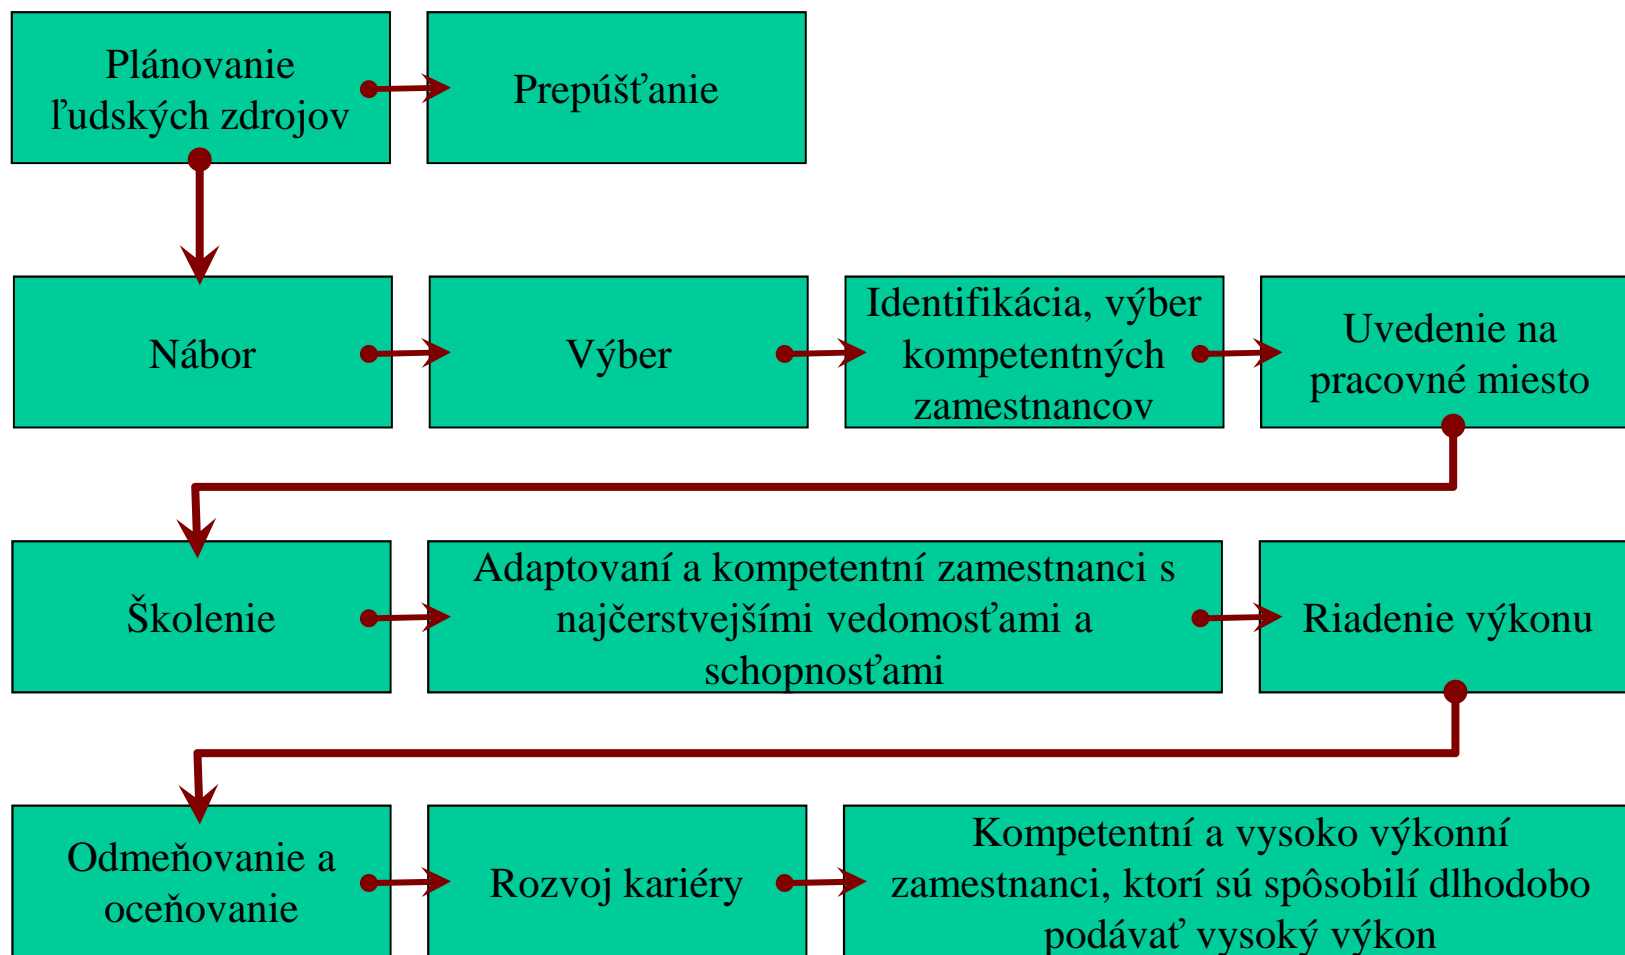 Plánovanie
ľudských zdrojov
Prepúšťanie
Nábor
Výber
Identifikácia, výber
kompetentných
zamestnancov
Uvedenie na
pracovné miesto
Školenie
Adaptovaní a kompetentní zamestnanci s
najčerstvejšími vedomosťami a
schopnosťami
Riadenie výkonu
Odmeňovanie a
oceňovanie
Rozvoj kariéry
Kompetentní a vysoko výkonní
zamestnanci, ktorí sú spôsobilí dlhodobo
podávať vysoký výkon